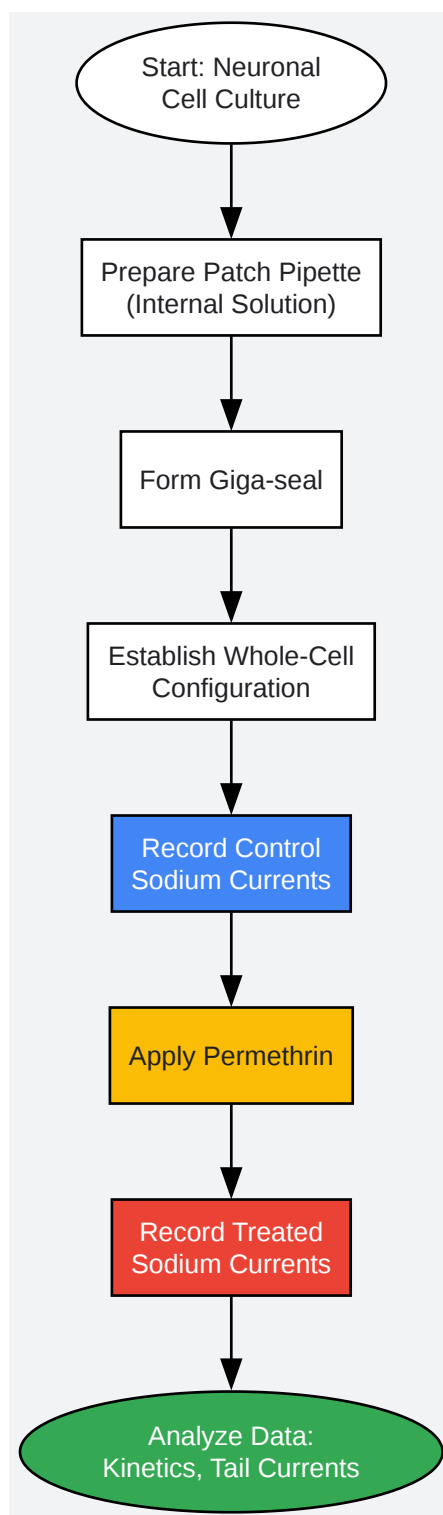 Start: Neuronal
Cell Culture
Prepare Patch Pipette
(Internal Solution)
Form Giga-seal
Establish Whole-Cell
Configuration
Record Control
Sodium Currents
Apply Permethrin
Record Treated
Sodium Currents
Analyze Data:
Kinetics, Tail Currents